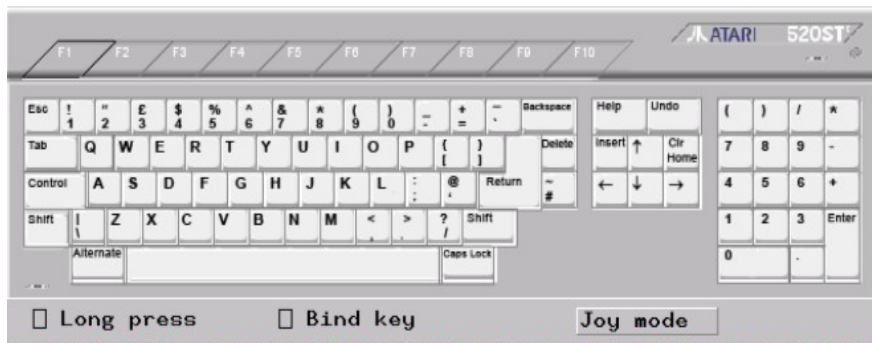 ATARI 520ST
F1 F2 F3 F4 F5 F6 F7 F8 F9 F10
Esc ! 1 " 2 £ 3 $ 4 % 5 ^ 6 & 7 * 8 ( 9 ) 0 _ - + = ¯ ` Backspace Help Undo ( ) / *
Tab Q W E R T Y U I O P { [ } ] Delete Insert ↑ Clr Home 7 8 9 -
Control A S D F G H J K L : ; @ ' Return ~ # ← ↓ → 4 5 6 +
Shift | \ Z X C V B N M < , > . ? / Shift 1 2 3 Enter
Alternate Caps Lock 0 .
Long press Bind key Joy mode